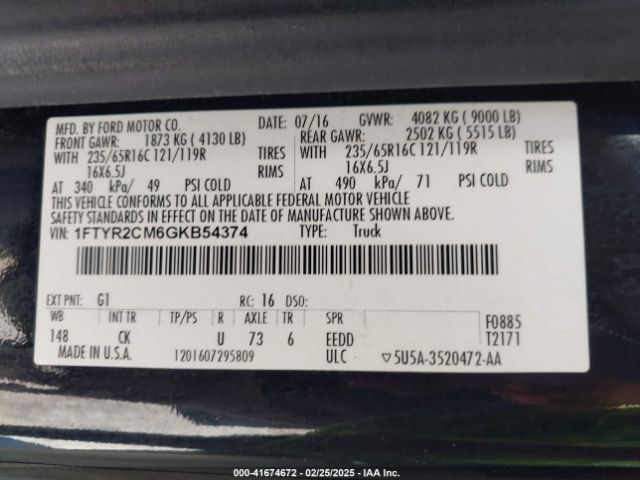 MFD. BY FORD MOTOR CO. DATE: 07/16 GVWR: 4082 KG ( 9000 LB)
FRONT GAWR: 1873 KG ( 4130 LB) REAR GAWR: 2502 KG ( 5515 LB)
WITH 235/65R16C 121/119R TIRES WITH 235/65R16C 121/119R TIRES
16X6.5J RIMS 16X6.5J RIMS
AT 340 kPa/ 49 PSI COLD AT 490 kPa/ 71 PSI COLD
THIS VEHICLE CONFORMS TO ALL APPLICABLE FEDERAL MOTOR VEHICLE
SAFETY STANDARDS IN EFFECT ON THE DATE OF MANUFACTURE SHOWN ABOVE.
VIN: 1FTYR2CM6GKB54374 TYPE: Truck
EXT PNT: G1 RC: 16 DSO:
WB INT TR TP/PS R AXLE TR SPR F0885
148 CK U 73 6 EEDD T2171
MADE IN U.S.A. 1201607295809 ULC 5U5A-3520472-AA
000-41674672 - 02/25/2025 - IAA Inc.